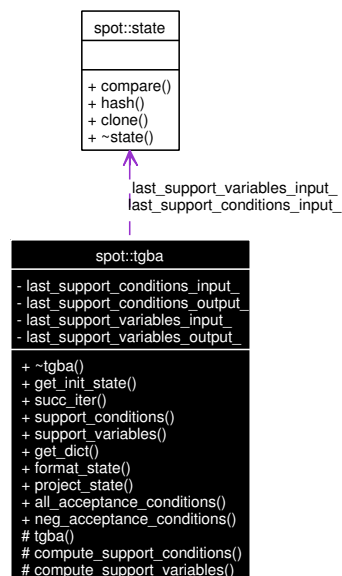 spot::state
+ compare()
+ hash()
+ clone()
+ ~state()
last_support_variables_input_
last_support_conditions_input_
spot::tgba
- last_support_conditions_input_
- last_support_conditions_output_
- last_support_variables_input_
- last_support_variables_output_
+ ~tgba()
+ get_init_state()
+ succ_iter()
+ support_conditions()
+ support_variables()
+ get_dict()
+ format_state()
+ project_state()
+ all_acceptance_conditions()
+ neg_acceptance_conditions()
# tgba()
# compute_support_conditions()
# compute_support_variables()